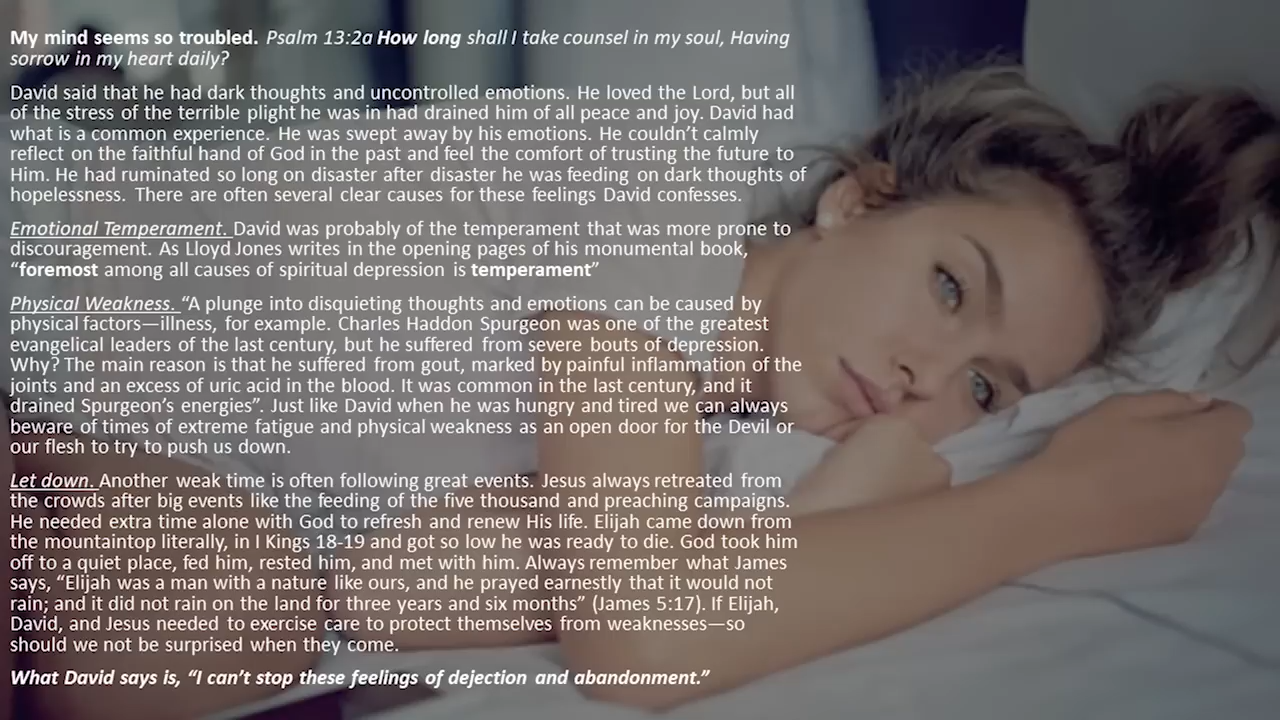 My mind seems so troubled. Psalm 13:2a How long shall I take counsel in my soul, Having
sorrow in my heart daily?
David said that he had dark thoughts and uncontrolled emotions. He loved the Lord, but all
of the stress of the terrible plight he was in had drained him of all peace and joy. David had
what is a common experience. He was swept away by his emotions. He couldn’t calmly
reflect on the faithful hand of God in the past and feel the comfort of trusting the future to
Him. He had ruminated so long on disaster after disaster he was feeding on dark thoughts of
hopelessness. There are often several clear causes for these feelings David confesses.
Emotional Temperament. David was probably of the temperament that was more prone to
discouragement. As Lloyd Jones writes in the opening pages of his monumental book,
“foremost among all causes of spiritual depression is temperament”
Physical Weakness. “A plunge into disquieting thoughts and emotions can be caused by
physical factors—illness, for example. Charles Haddon Spurgeon was one of the greatest
evangelical leaders of the last century, but he suffered from severe bouts of depression.
Why? The main reason is that he suffered from gout, marked by painful inflammation of the
joints and an excess of uric acid in the blood. It was common in the last century, and it
drained Spurgeon’s energies”. Just like David when he was hungry and tired we can always
beware of times of extreme fatigue and physical weakness as an open door for the Devil or
our flesh to try to push us down.
Let down. Another weak time is often following great events. Jesus always retreated from
the crowds after big events like the feeding of the five thousand and preaching campaigns.
He needed extra time alone with God to refresh and renew His life. Elijah came down from
the mountaintop literally, in I Kings 18-19 and got so low he was ready to die. God took him
off to a quiet place, fed him, rested him, and met with him. Always remember what James
says, “Elijah was a man with a nature like ours, and he prayed earnestly that it would not
rain; and it did not rain on the land for three years and six months” (James 5:17). If Elijah,
David, and Jesus needed to exercise care to protect themselves from weaknesses—so
should we not be surprised when they come.
What David says is, “I can’t stop these feelings of dejection and abandonment.”